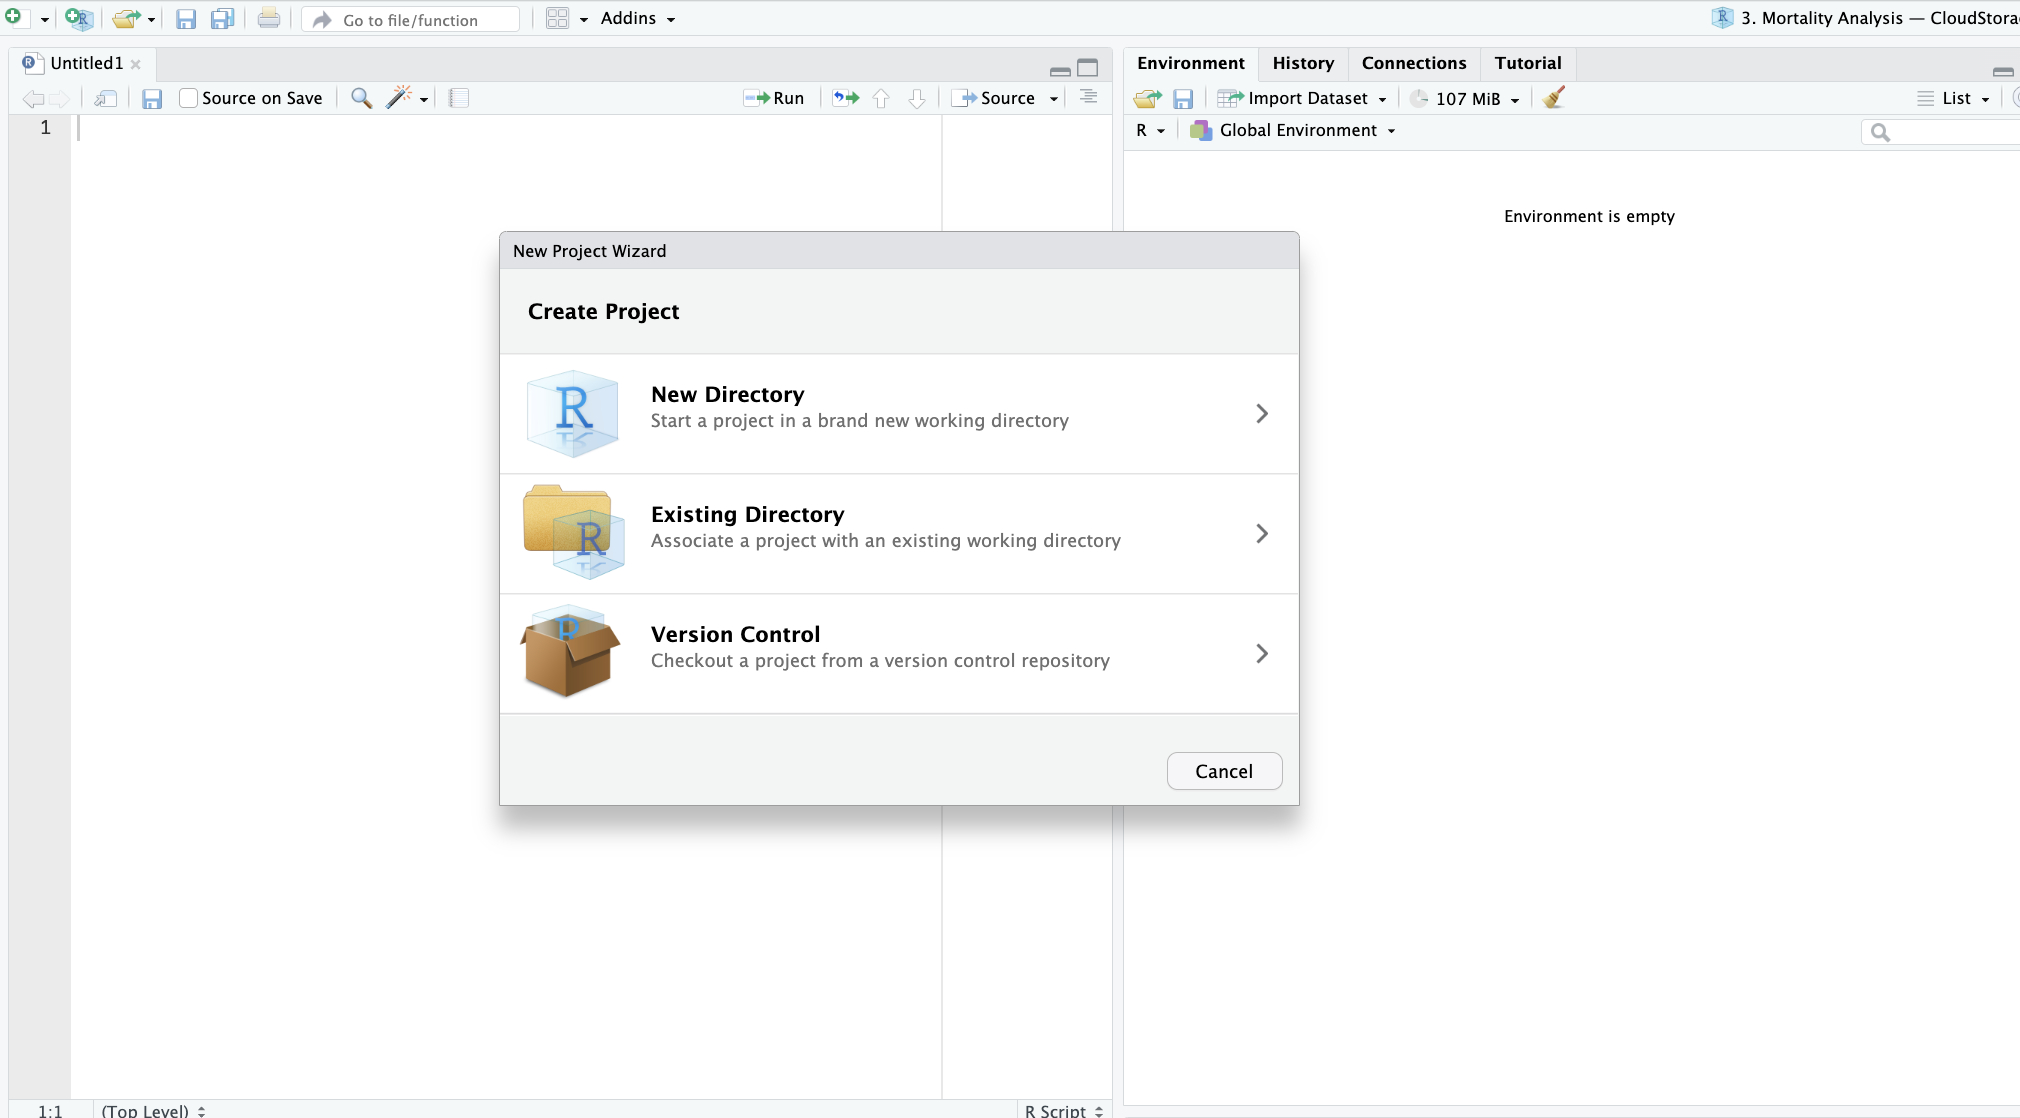 Go to file/function
Addins
3. Mortality Analysis — CloudStora
Untitled1
Source on Save
Run
Source
1
1:1
(Top Level)
R Script
Environment
History
Connections
Tutorial
Import Dataset
107 MiB
List
R
Global Environment
Environment is empty
New Project Wizard
Create Project
New Directory
Start a project in a brand new working directory
Existing Directory
Associate a project with an existing working directory
Version Control
Checkout a project from a version control repository
Cancel